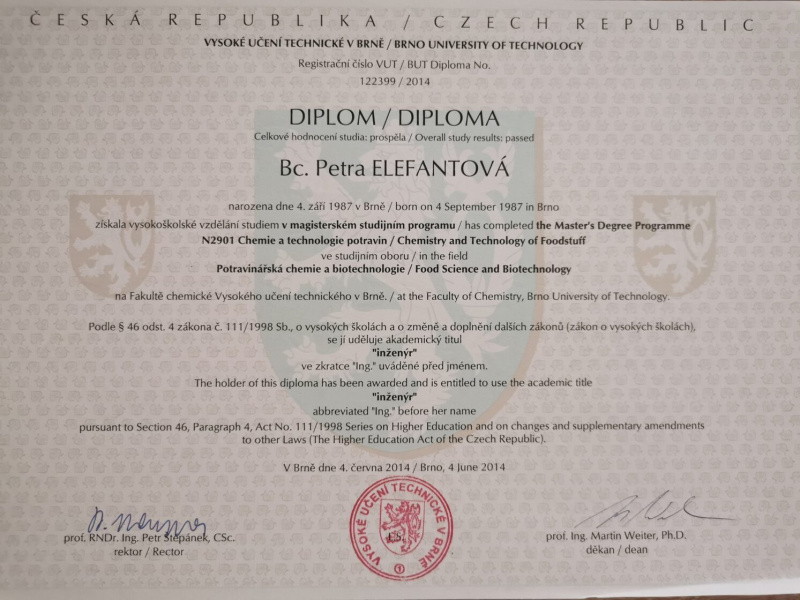 ČESKÁ REPUBLIKA / CZECH REPUBLIC
VYSOKÉ UČENÍ TECHNICKÉ V BRNĚ / BRNO UNIVERSITY OF TECHNOLOGY
Registrační číslo VUT / BUT Diploma No.
122399 / 2014
DIPLOM / DIPLOMA
Celkové hodnocení studia: prospěla / Overall study results: passed
Bc. Petra ELEFANTOVÁ
narozena dne 4. září 1987 v Brně / born on 4 September 1987 in Brno
získala vysokoškolské vzdělání studiem v magisterském studijním programu / has completed the Master's Degree Programme
N2901 Chemie a technologie potravin / Chemistry and Technology of Foodstuff
ve studijním oboru / in the field
Potravinářská chemie a biotechnologie / Food Science and Biotechnology
na Fakultě chemické Vysokého učení technického v Brně. / at the Faculty of Chemistry, Brno University of Technology.
Podle § 46 odst. 4 zákona č. 111/1998 Sb., o vysokých školách a o změně a doplnění dalších zákonů (zákon o vysokých školách),
se jí uděluje akademický titul
"inženýr"
ve zkratce "Ing." uváděné před jménem.
The holder of this diploma has been awarded and is entitled to use the academic title
"inženýr"
abbreviated "Ing." before her name
pursuant to Section 46, Paragraph 4, Act No. 111/1998 Series on Higher Education and on changes and supplementary amendments
to other Laws (The Higher Education Act of the Czech Republic).
V Brně dne 4. června 2014 / Brno, 4 June 2014
VYSOKÉ UČENÍ TECHNICKÉ V BRNĚ
L.S.
1
prof. RNDr. Ing. Petr Štěpánek, CSc.
rektor / Rector
prof. Ing. Martin Weiter, Ph.D.
děkan / dean